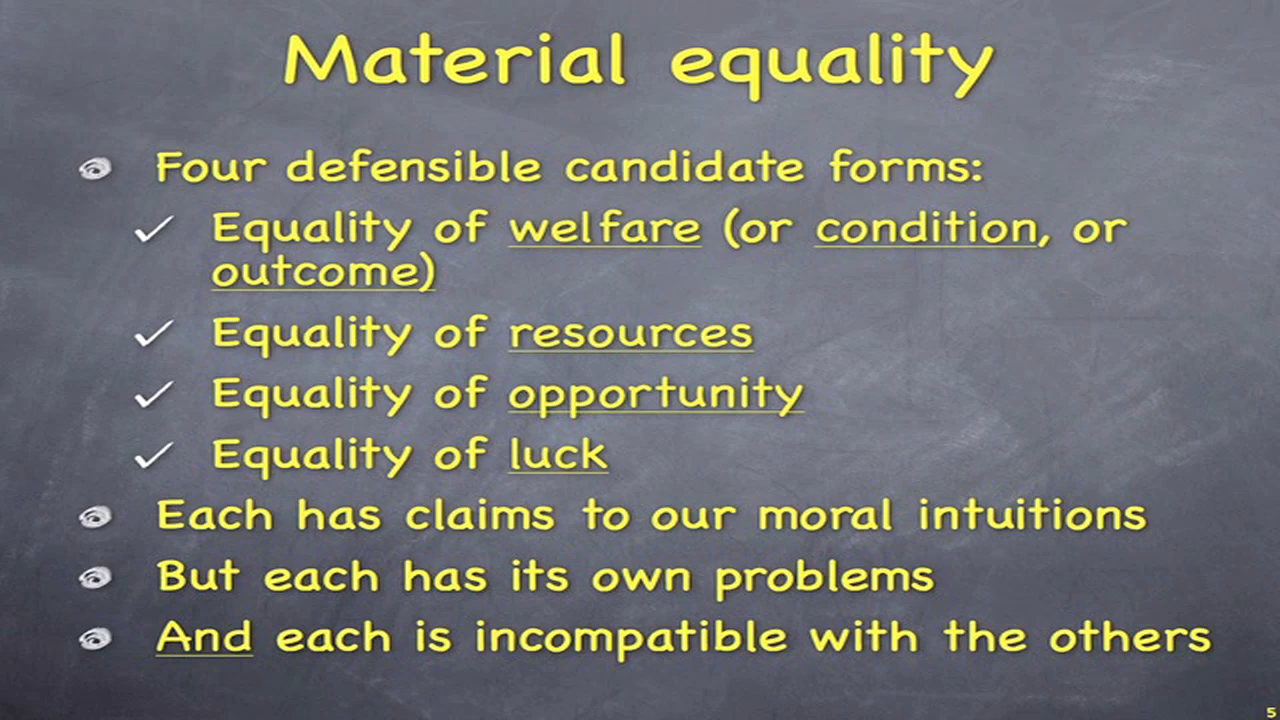 Material equality
Four defensible candidate forms:
Equality of welfare (or condition, or
outcome)
Equality of resources
Equality of opportunity
Equality of luck
Each has claims to our moral intuitions
But each has its own problems
And each is incompatible with the others
5